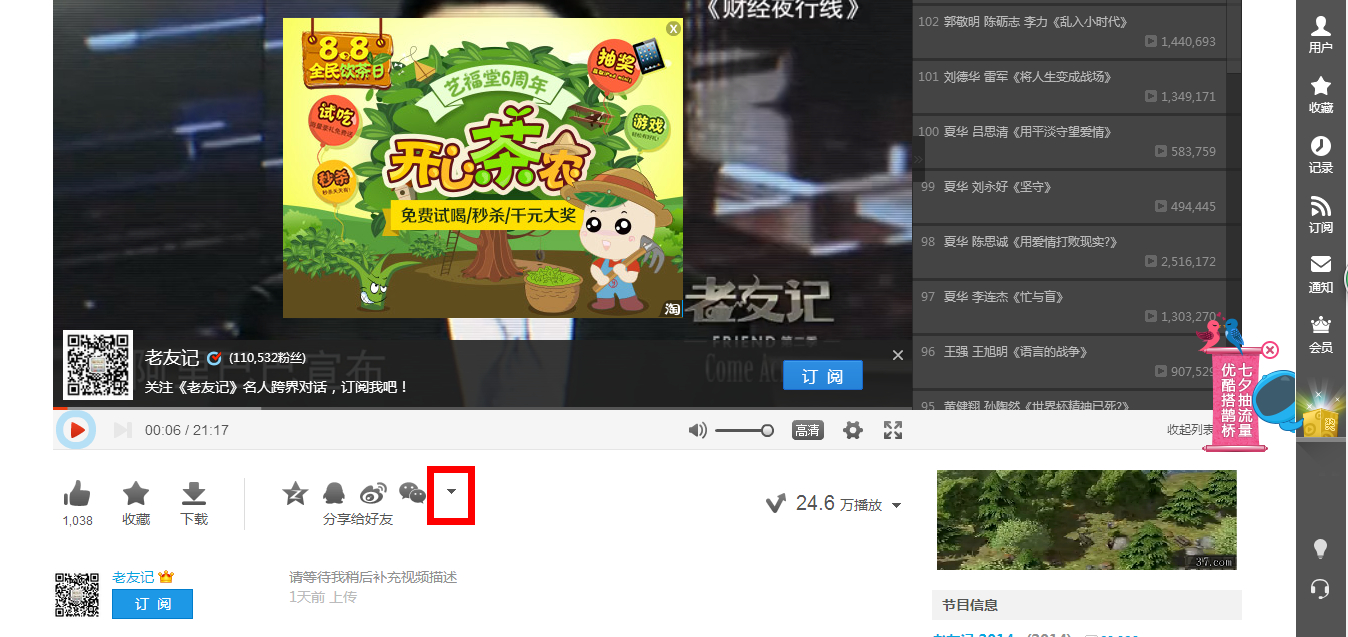 《财经夜行线》
8.8
全民饮茶日
艺福堂6周年
抽奖
试吃
游戏
秒杀
开心茶农
免费试喝/秒杀/千元大奖
淘
老友记
FRIEND 第二季
老友记 (110,532粉丝)
关注《老友记》名人跨界对话，订阅我吧！
订 阅
102 郭敬明 陈砺志 李力《乱入小时代》
1,440,693
101 刘德华 雷军《将人生变成战场》
1,349,171
100 夏华 吕思清《用平淡守望爱情》
583,759
99 夏华 刘永好《坚守》
494,445
98 夏华 陈思诚《用爱情打败现实?》
2,516,172
97 夏华 李连杰《忙与盲》
1,303,270
96 王强 王旭明《语言的战争》
907,529
95 董健翔 孙陶然《世界杯精神已死?》
收起列表
七夕抽流量
优酷搭鹊桥
用户
收藏
记录
订阅
通知
会员
00:06 / 21:17
高清
1,038
收藏
下载
分享给好友
24.6 万播放
老友记
订 阅
请等待我稍后补充视频描述
1天前 上传
37.com
节目信息
老友记 2014 (2014)